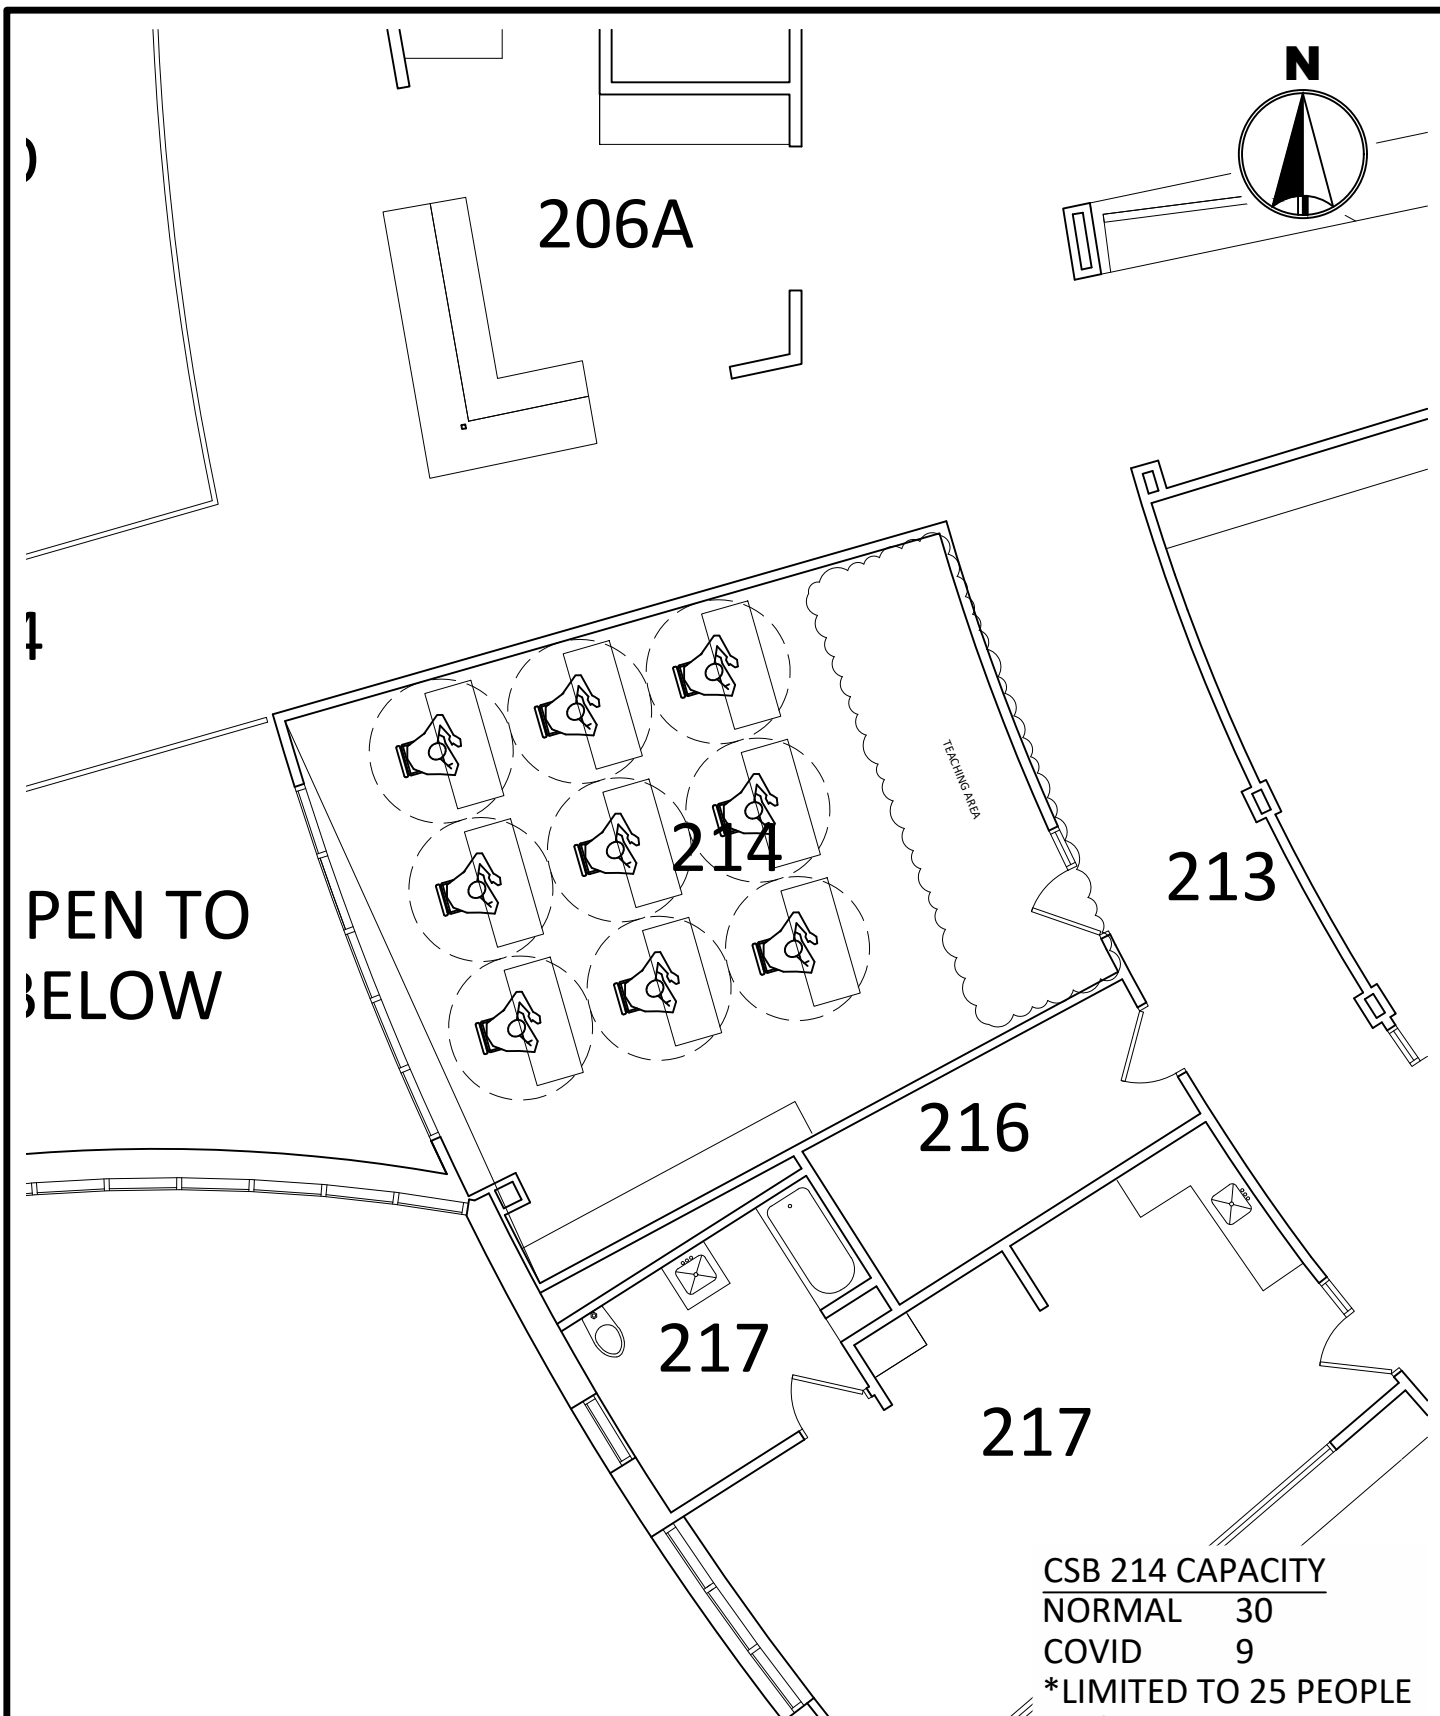 N
206A
4
TEACHING AREA
214
213
PEN TO
BELOW
216
217
217
CSB 214 CAPACITY
NORMAL 30
COVID 9
*LIMITED TO 25 PEOPLE